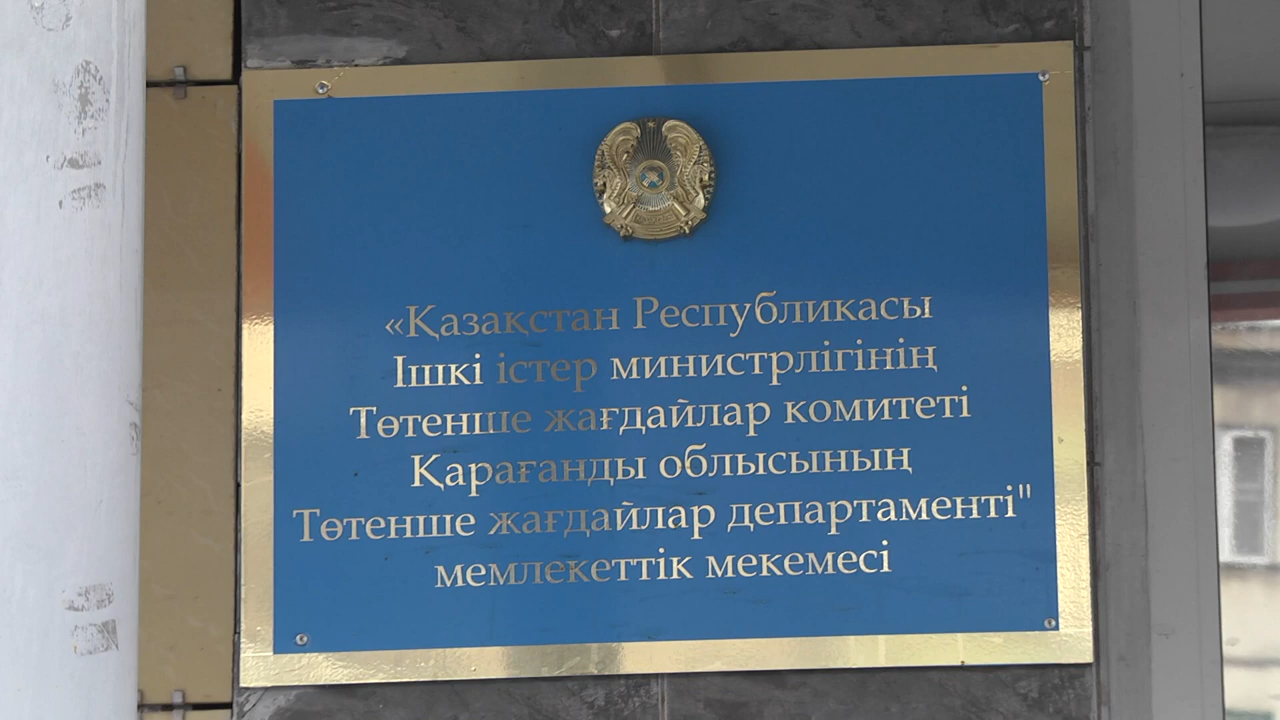 «Қазақстан Республикасы
Ішкі істер министрлігінің
Төтенше жағдайлар комитеті
Қарағанды облысының
Төтенше жағдайлар департаменті"
мемлекеттік мекемесі